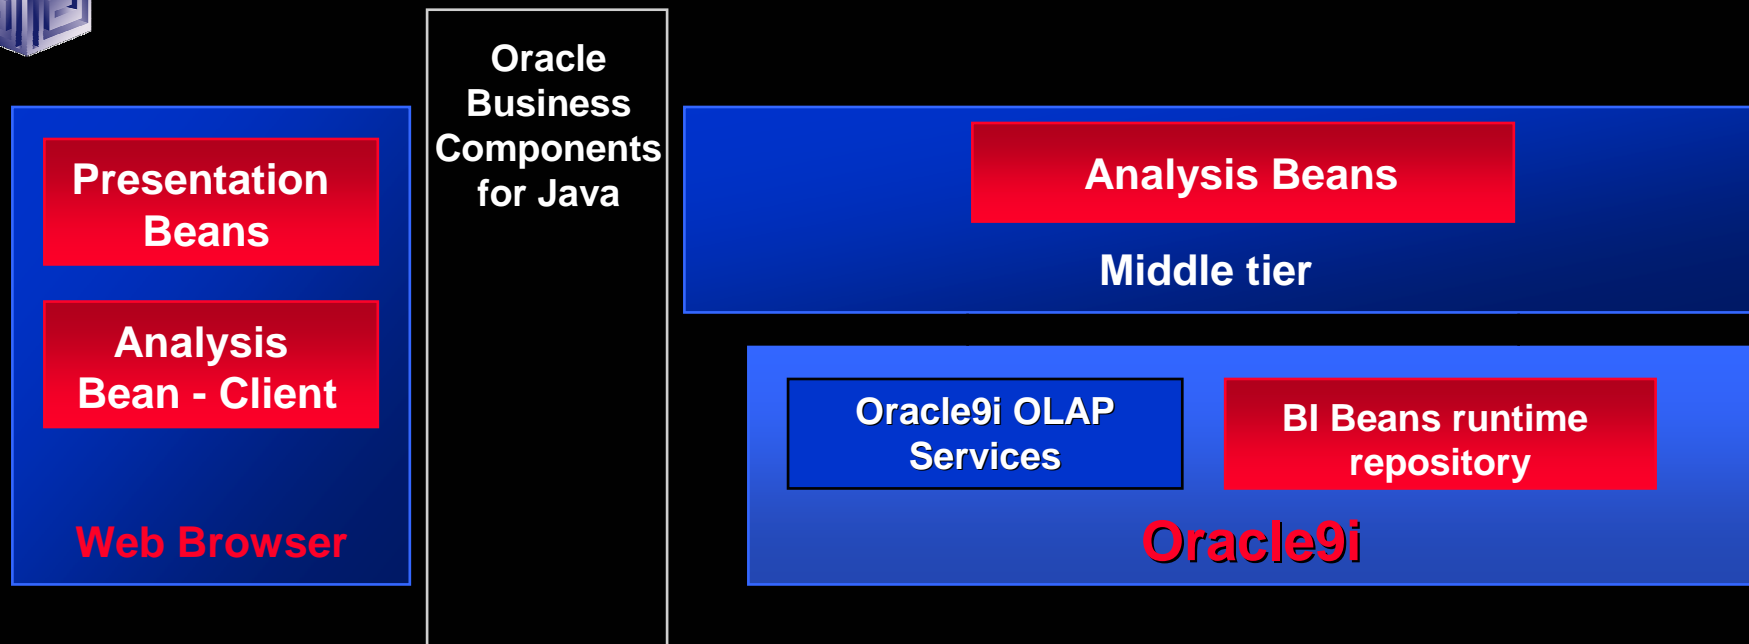 Oracle
Business
Components
for Java
Presentation
Beans
Analysis
Bean - Client
Web Browser
Analysis Beans
Middle tier
Oracle9i OLAP
Services
BI Beans runtime
repository
Oracle9i